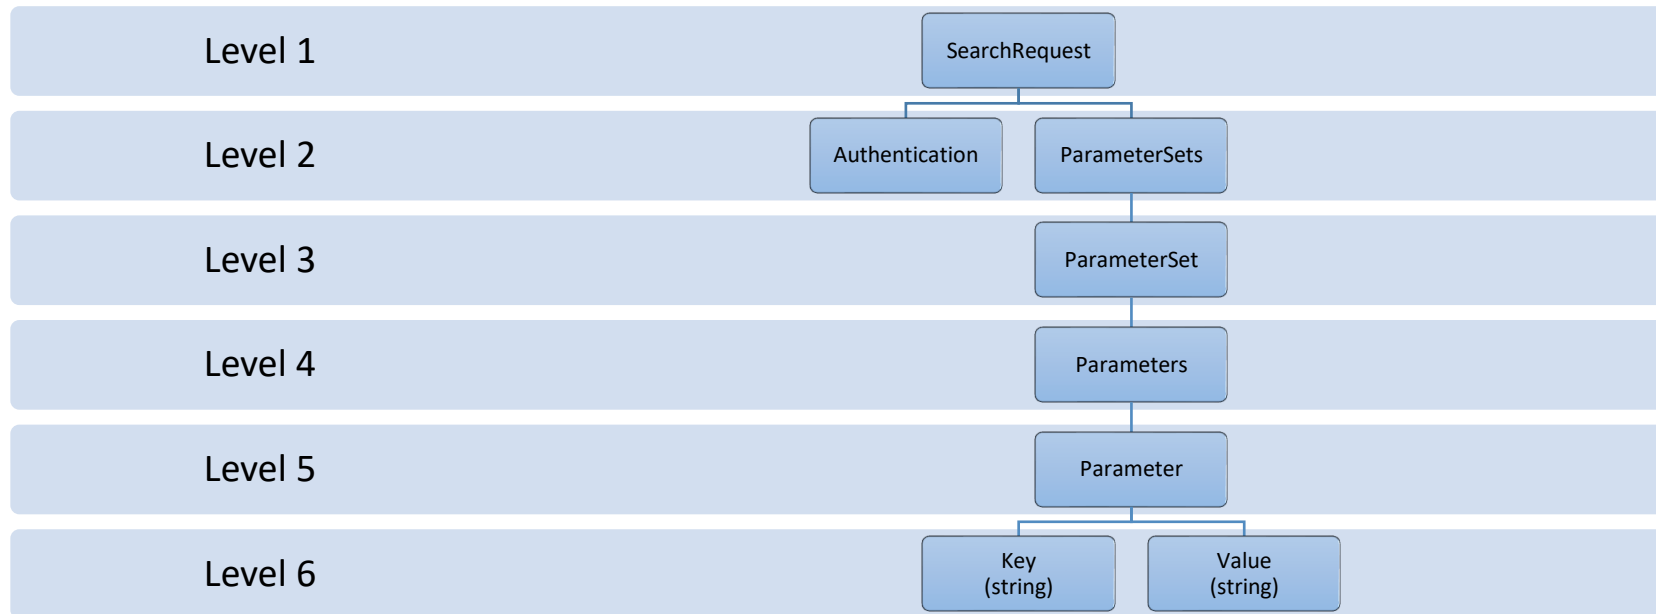 Level 1
SearchRequest
Level 2
Authentication
ParameterSets
Level 3
ParameterSet
Level 4
Parameters
Level 5
Parameter
Level 6
Key
(string)
Value
(string)